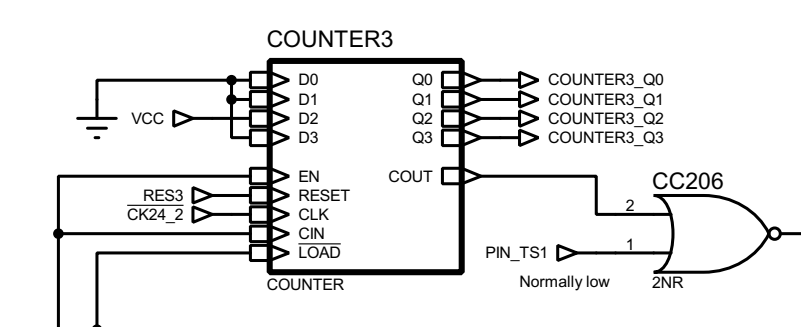 COUNTER3
D0 Q0 COUNTER3_Q0
D1 Q1 COUNTER3_Q1
VCC D2 Q2 COUNTER3_Q2
D3 Q3 COUNTER3_Q3
EN COUT CC206
RES3 RESET
CK24_2 CLK 2
CIN
LOAD PIN_TS1 1
COUNTER Normally low 2NR